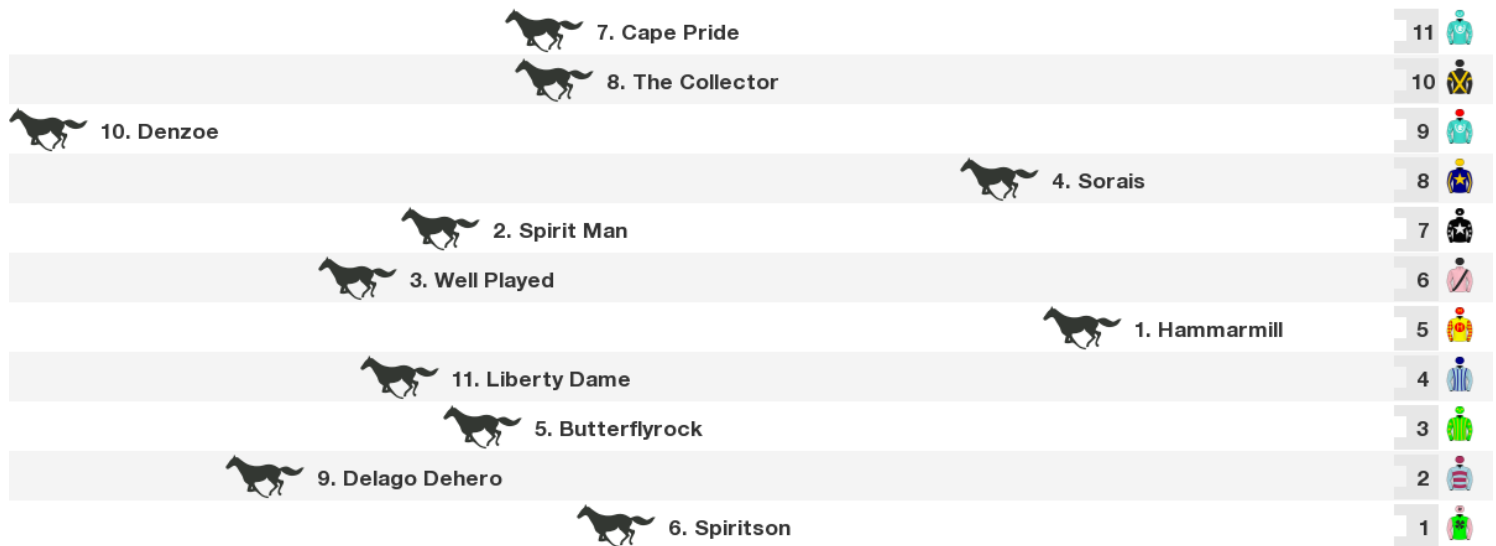 7. Cape Pride 11
8. The Collector 10
10. Denzoe 9
4. Sorais 8
2. Spirit Man 7
3. Well Played 6
1. Hammarmill 5
11. Liberty Dame 4
5. Butterflyrock 3
9. Delago Dehero 2
6. Spiritson 1